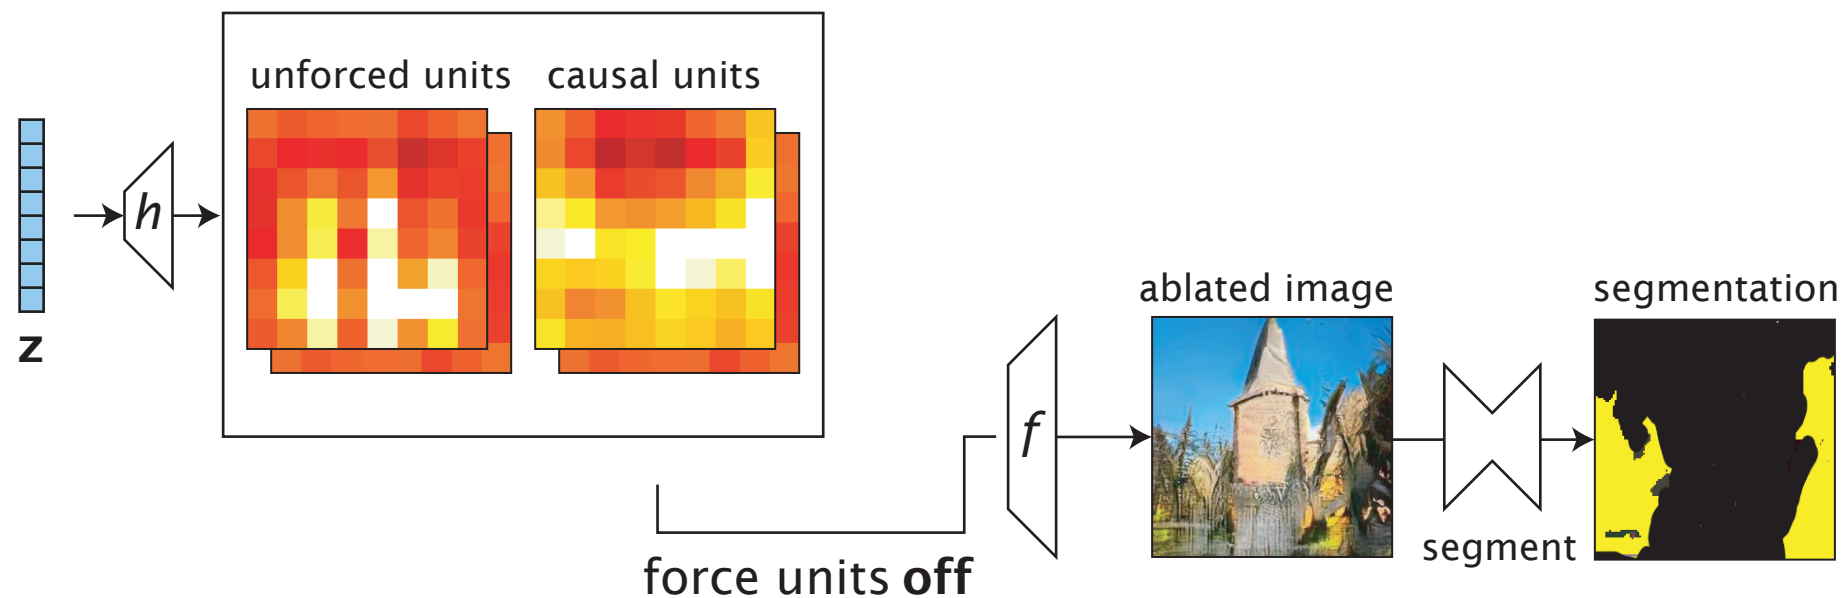 unforced units
causal units
h
z
f
force units off
ablated image
segment
segmentation